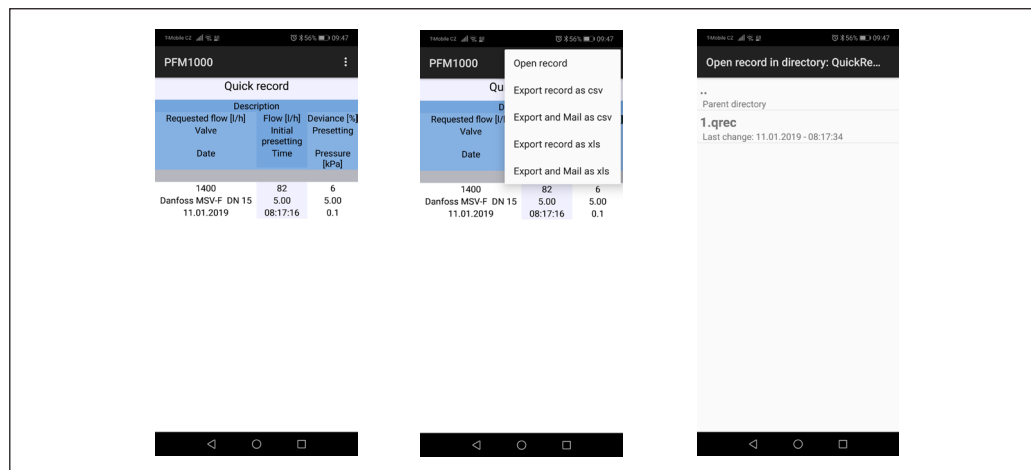 T-Mobile CZ 56% 09:47
PFM1000
Quick record
Description
Requested flow [l/h] Flow [l/h] Deviance [%]
Valve Initial presetting Presetting
Date Time Pressure [kPa]
1400 82 6
Danfoss MSV-F DN 15 5.00 5.00
11.01.2019 08:17:16 0.1
T-Mobile CZ 56% 09:47
PFM1000
Open record
Export record as csv
Export and Mail as csv
Export record as xls
Export and Mail as xls
Qu
D
Requested flow [l/
Valve
Date
1400 82 6
Danfoss MSV-F DN 15 5.00 5.00
11.01.2019 08:17:16 0.1
T-Mobile CZ 56% 09:47
Open record in directory: QuickRe...
..
Parent directory
1.qrec
Last change: 11.01.2019 - 08:17:34